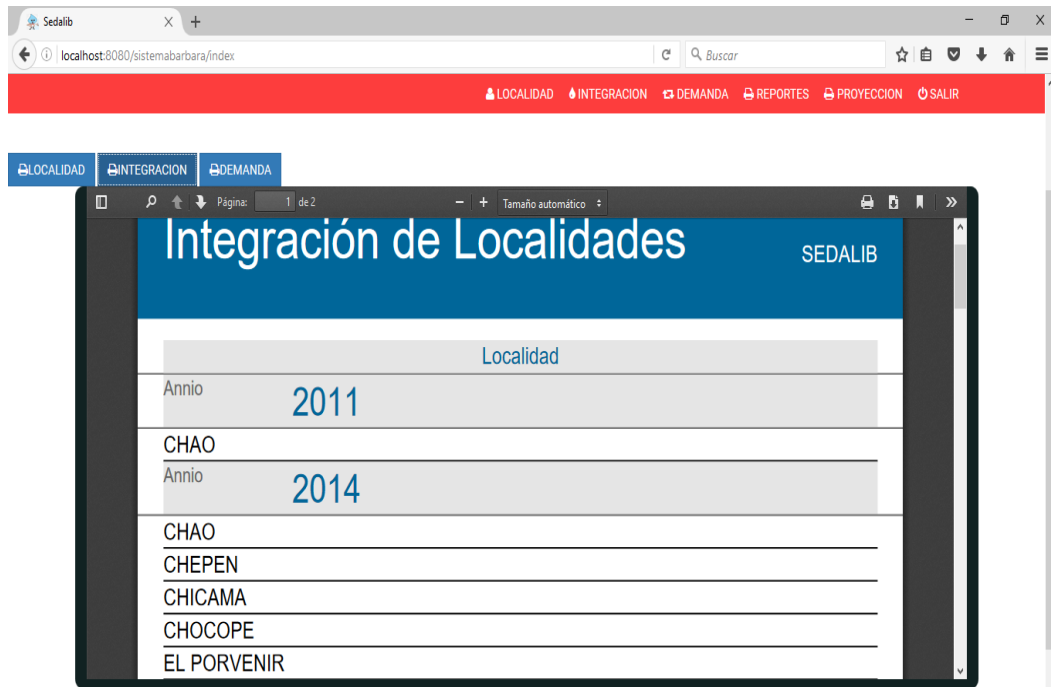 Sedalib
localhost:8080/sistemabarbara/index
Buscar
LOCALIDAD INTEGRACION DEMANDA REPORTES PROYECCION SALIR
LOCALIDAD INTEGRACION DEMANDA
Página: 1 de 2 Tamaño automático
Integración de Localidades
SEDALIB
Localidad
Annio 2011
CHAO
Annio 2014
CHAO
CHEPEN
CHICAMA
CHOCOPE
EL PORVENIR